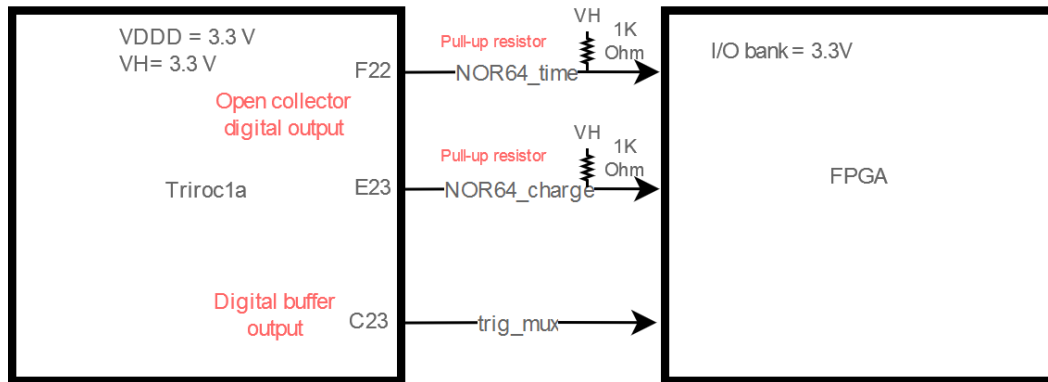 VDDD = 3.3 V
VH= 3.3 V
F22
Open collector
digital output
Triroc1a
E23
Digital buffer
output
C23
Pull-up resistor
VH
1K
Ohm
NOR64_time
Pull-up resistor
VH
1K
Ohm
NOR64_charge
trig_mux
I/O bank = 3.3V
FPGA